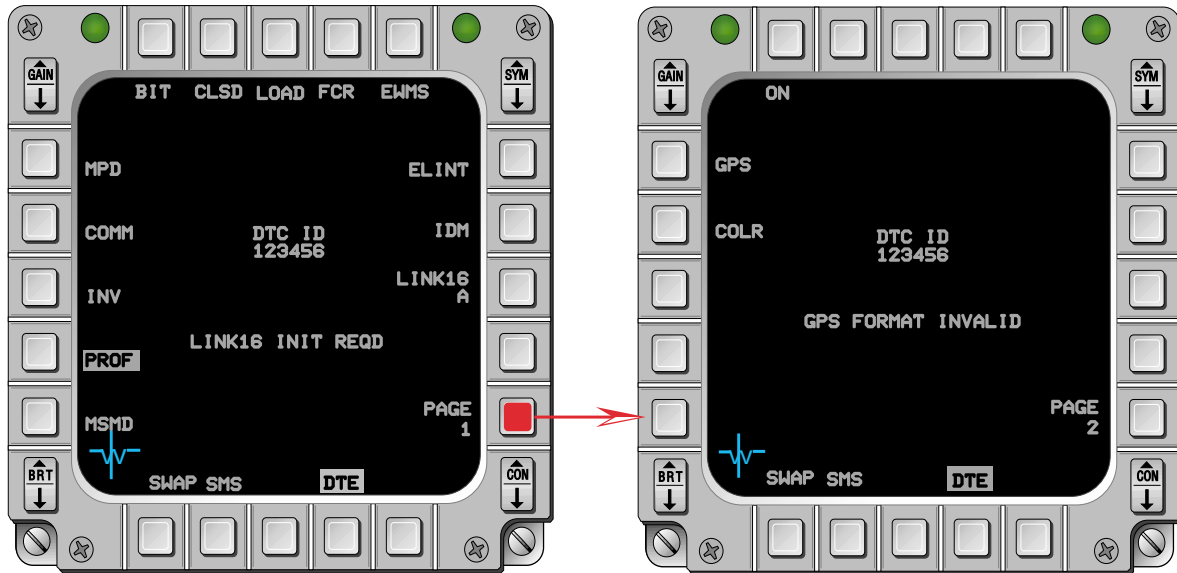 GAIN
SYM
BIT CLSD LOAD FCR EWMS
MPD
ELINT
COMM
DTC ID
123456
IDM
INV
LINK16
A
LINK16 INIT REQD
PROF
MSMD
PAGE
1
BRT
CON
SWAP SMS DTE
GAIN
SYM
ON
GPS
COLR
DTC ID
123456
GPS FORMAT INVALID
PAGE
2
BRT
CON
SWAP SMS DTE